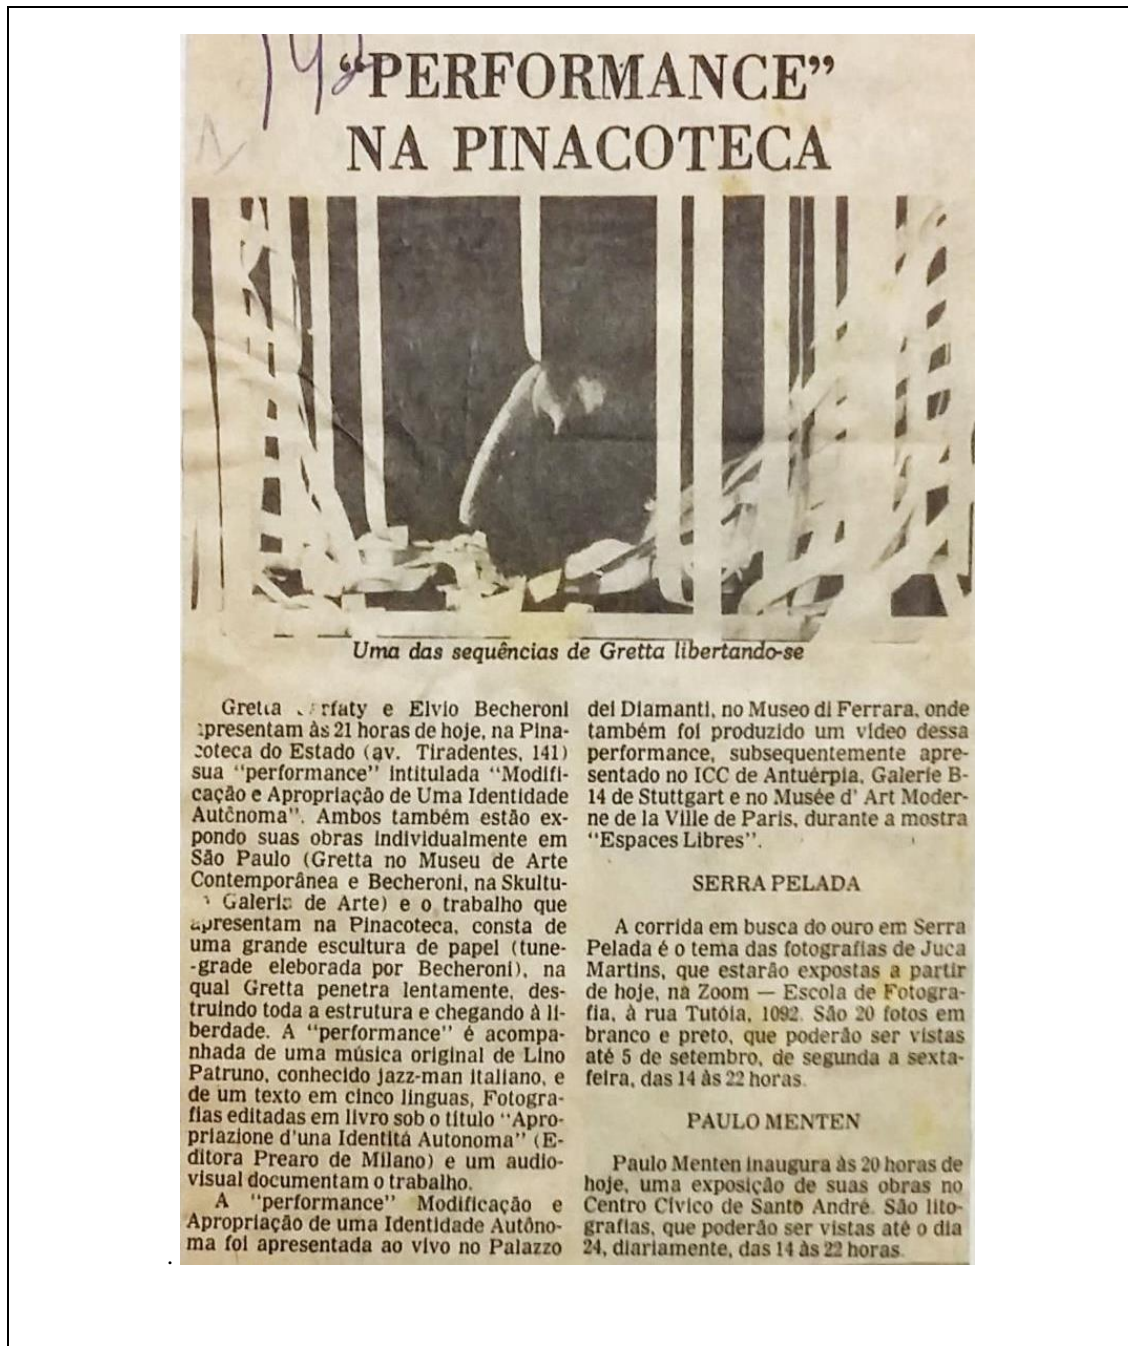 “PERFORMANCE”
NA PINACOTECA
Uma das sequências de Gretta libertando-se
Gretta e Elvio Becheroni
apresentam às 21 horas de hoje, na Pina-
coteca do Estado (av. Tiradentes, 141)
sua “performance” intitulada “Modifi-
cação e Apropriação de Uma Identidade
Autônoma”. Ambos também estão ex-
pondo suas obras individualmente em
São Paulo (Gretta no Museu de Arte
Contemporânea e Becheroni, na Skultu-
Galeria de Arte) e o trabalho que
apresentam na Pinacoteca, consta de
uma grande escultura de papel (tune-
-grade eleborada por Becheroni), na
qual Gretta penetra lentamente, des-
truindo toda a estrutura e chegando à li-
berdade. A “performance” é acompa-
nhada de uma música original de Lino
Patruno, conhecido jazz-man italiano, e
de um texto em cinco linguas, Fotogra-
fias editadas em livro sob o titulo “Apro-
priazione d'una Identitá Autonoma” (E-
ditora Prearo de Milano) e um audio-
visual documentam o trabalho.
A “performance” Modificação e
Apropriação de uma Identidade Autôno-
ma foi apresentada ao vivo no Palazzo
dei Diamanti, no Museo di Ferrara, onde
também foi produzido um vídeo dessa
performance, subsequentemente apre-
sentado no ICC de Antuérpia, Galerie B-
14 de Stuttgart e no Musée d' Art Moder-
ne de la Ville de Paris, durante a mostra
“Espaces Libres”.
SERRA PELADA
A corrida em busca do ouro em Serra
Pelada é o tema das fotografias de Juca
Martins, que estarão expostas a partir
de hoje, na Zoom — Escola de Fotogra-
fia, à rua Tutóia, 1092. São 20 fotos em
branco e preto, que poderão ser vistas
até 5 de setembro, de segunda a sexta-
feira, das 14 às 22 horas.
PAULO MENTEN
Paulo Menten inaugura às 20 horas de
hoje, uma exposição de suas obras no
Centro Cívico de Santo André. São lito-
grafias, que poderão ser vistas até o dia
24, diariamente, das 14 às 22 horas.